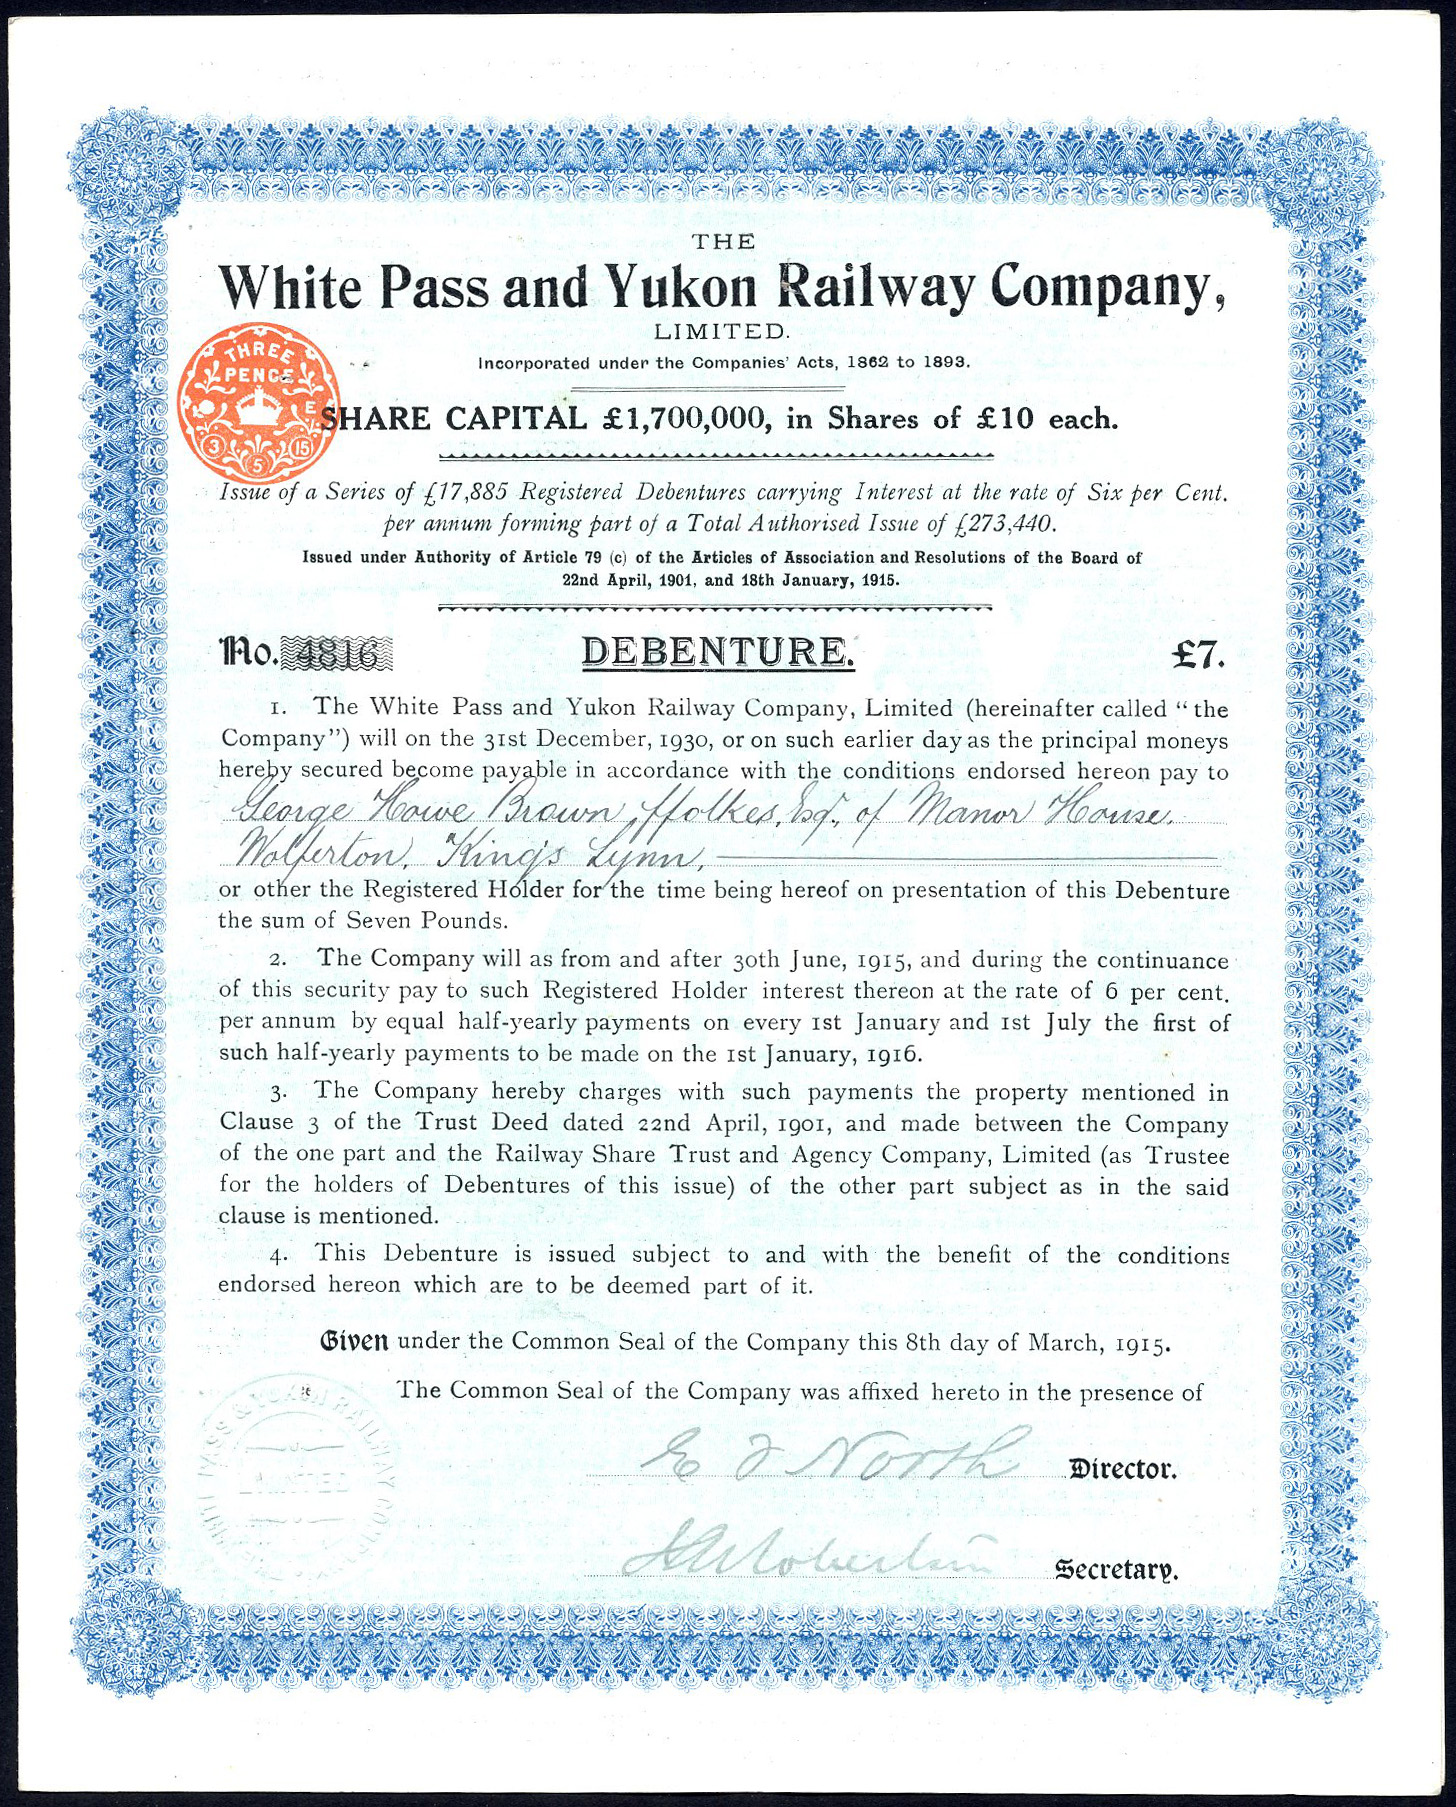 THE
White Pass and Yukon Railway Company,
LIMITED.
Incorporated under the Companies' Acts, 1862 to 1893.
THREE
PENCE
E
3 5 15
SHARE CAPITAL £1,700,000, in Shares of £10 each.
Issue of a Series of £17,885 Registered Debentures carrying Interest at the rate of Six per Cent.
per annum forming part of a Total Authorised Issue of £273,440.
Issued under Authority of Article 79 (c) of the Articles of Association and Resolutions of the Board of
22nd April, 1901, and 18th January, 1915.
No. 4816 DEBENTURE. £7.
1. The White Pass and Yukon Railway Company, Limited (hereinafter called "the
Company") will on the 31st December, 1930, or on such earlier day as the principal moneys
hereby secured become payable in accordance with the conditions endorsed hereon pay to
George Howe Brown ffolkes, Esqr., of Manor House,
Wolferton, King's Lynn,
or other the Registered Holder for the time being hereof on presentation of this Debenture
the sum of Seven Pounds.
2. The Company will as from and after 30th June, 1915, and during the continuance
of this security pay to such Registered Holder interest thereon at the rate of 6 per cent.
per annum by equal half-yearly payments on every 1st January and 1st July the first of
such half-yearly payments to be made on the 1st January, 1916.
3. The Company hereby charges with such payments the property mentioned in
Clause 3 of the Trust Deed dated 22nd April, 1901, and made between the Company
of the one part and the Railway Share Trust and Agency Company, Limited (as Trustee
for the holders of Debentures of this issue) of the other part subject as in the said
clause is mentioned.
4. This Debenture is issued subject to and with the benefit of the conditions
endorsed hereon which are to be deemed part of it.
Given under the Common Seal of the Company this 8th day of March, 1915.
The Common Seal of the Company was affixed hereto in the presence of
PASS & YUKON RAILWAY
LIMITED
North Director.
Robertson Secretary.